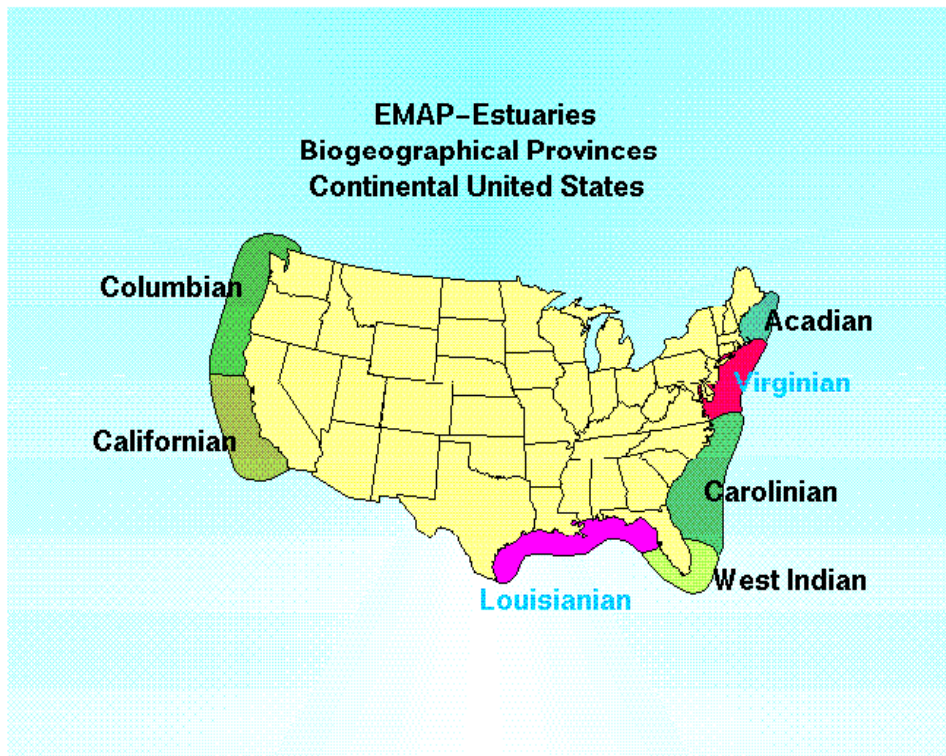 EMAP-Estuaries
Biogeographical Provinces
Continental United States
Columbian
Acadian
Virginian
Californian
Carolinian
West Indian
Louisianian